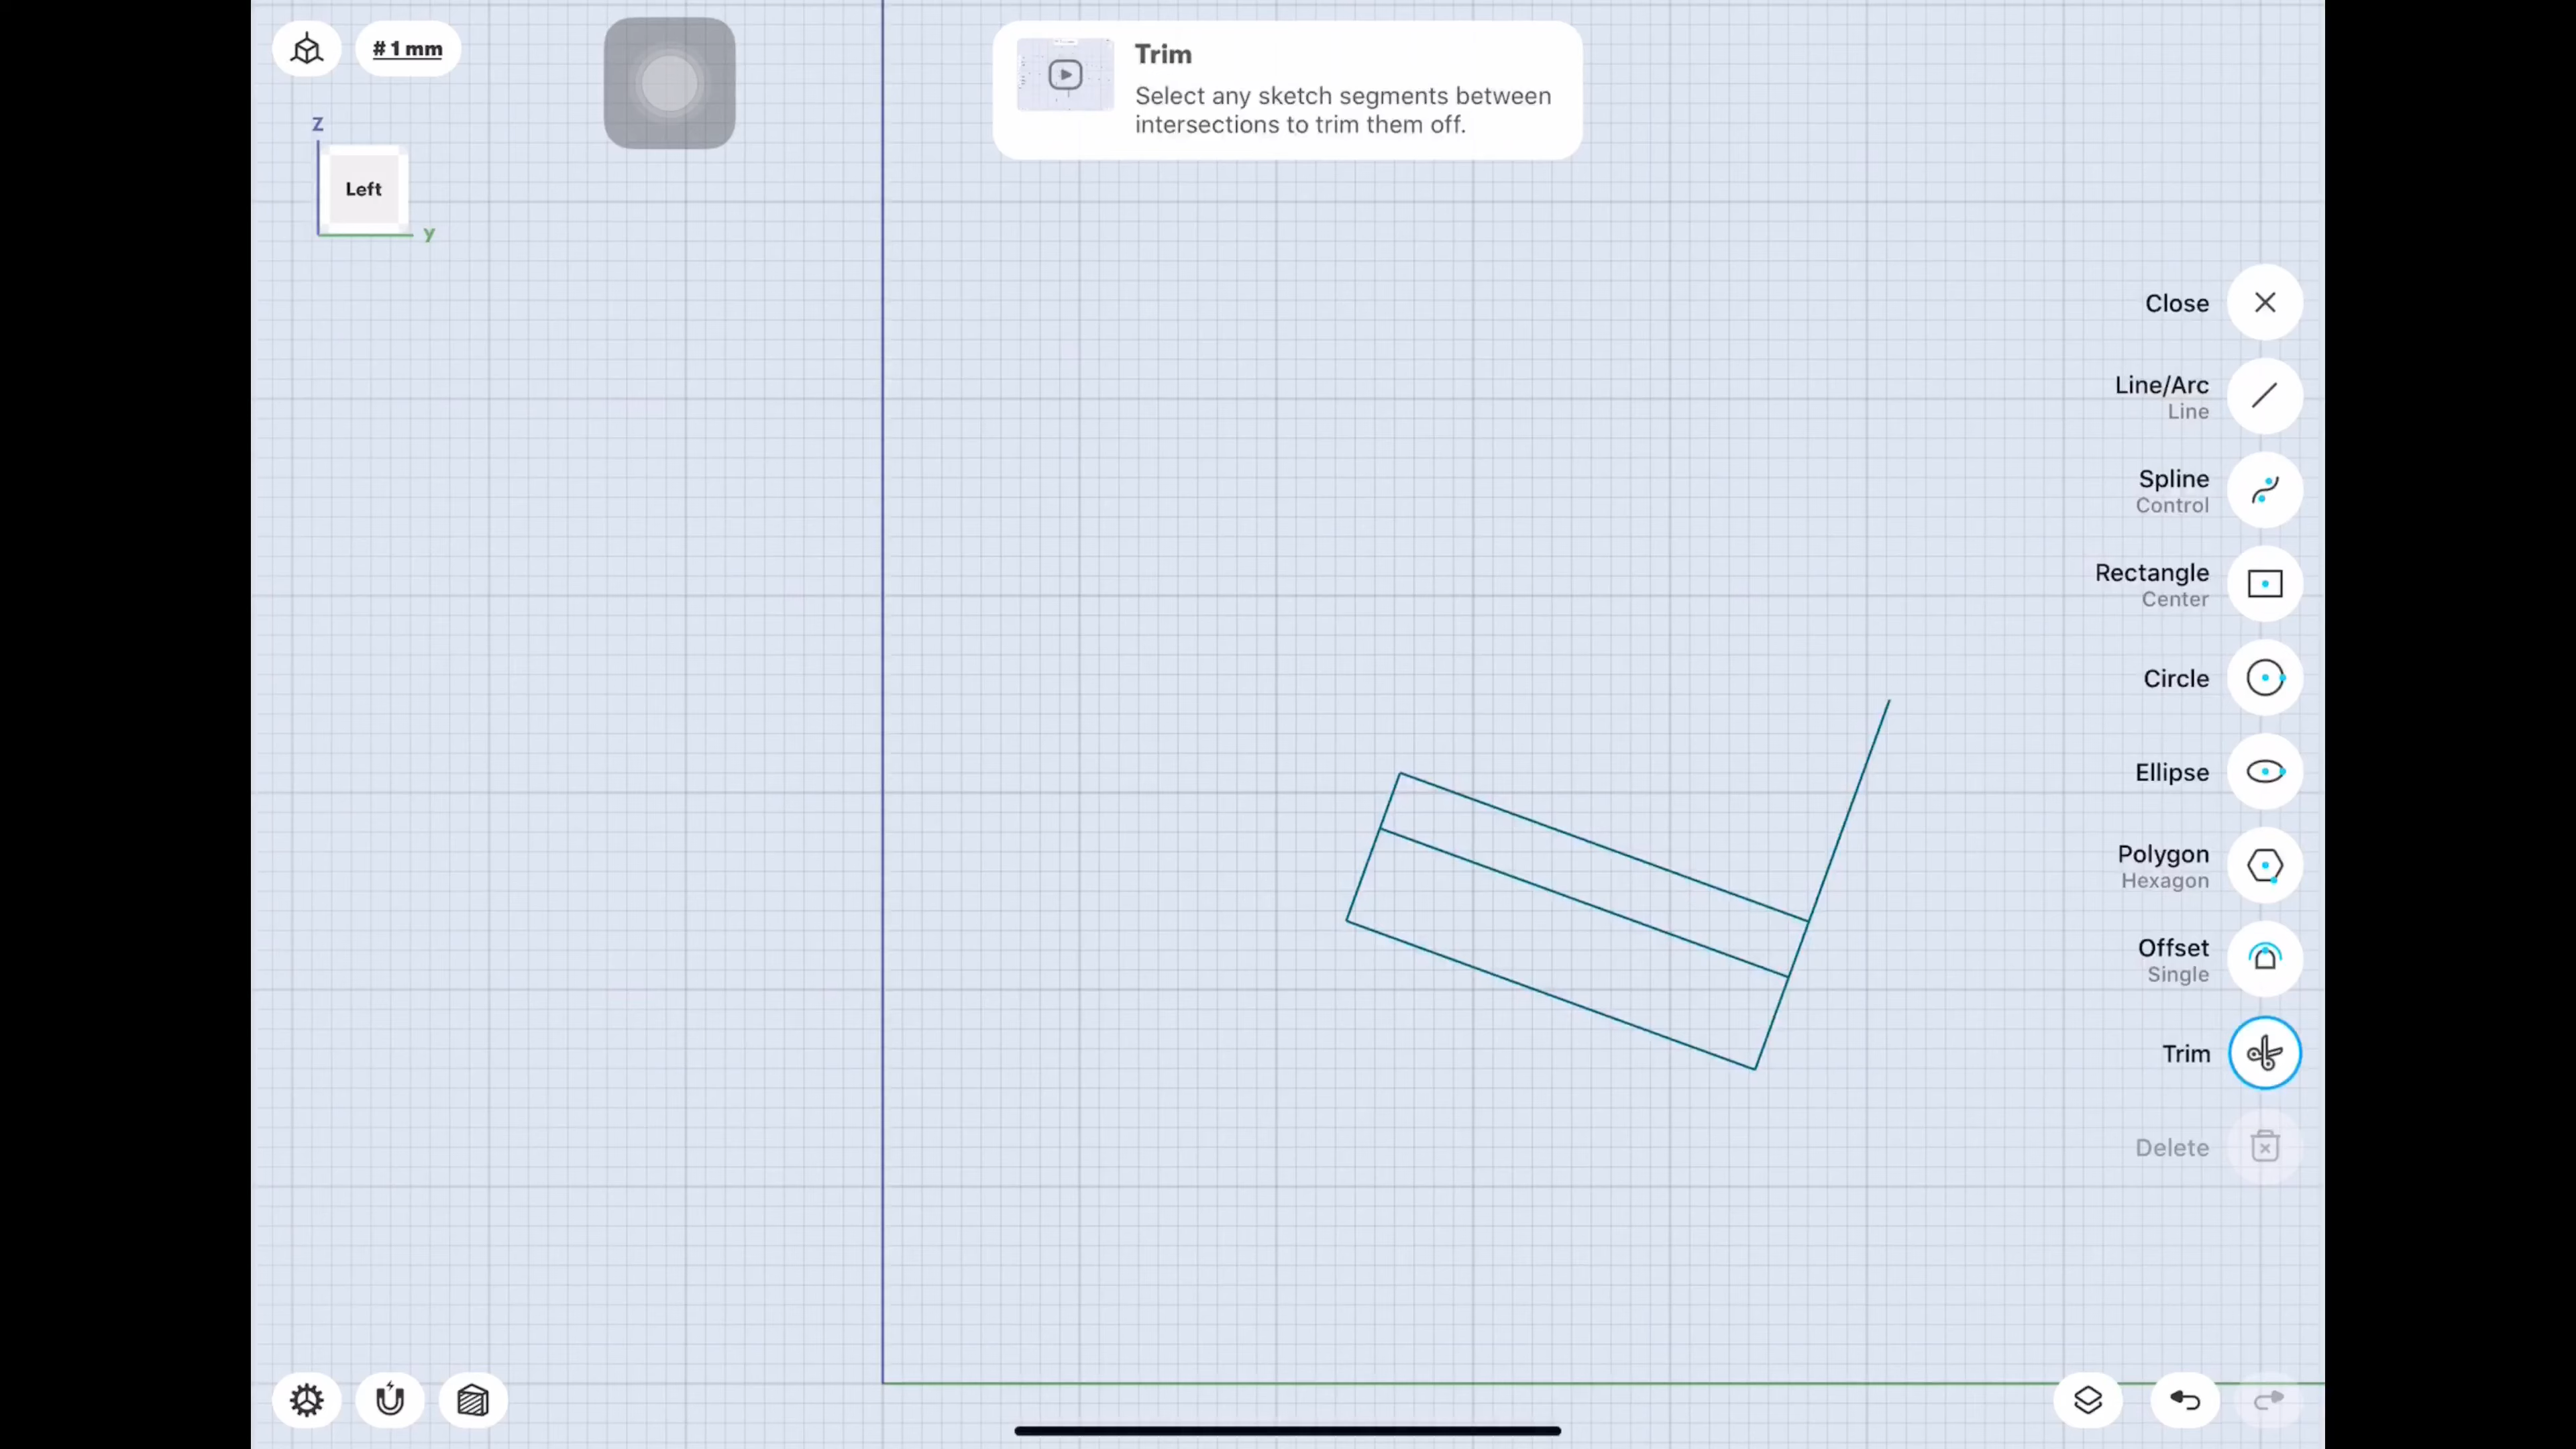 # 1 mm
Trim
Select any sketch segments between
intersections to trim them off.
Z
Left
Y
Close
Line/Arc
Line
Spline
Control
Rectangle
Center
Circle
Ellipse
Polygon
Hexagon
Offset
Single
Trim
Delete